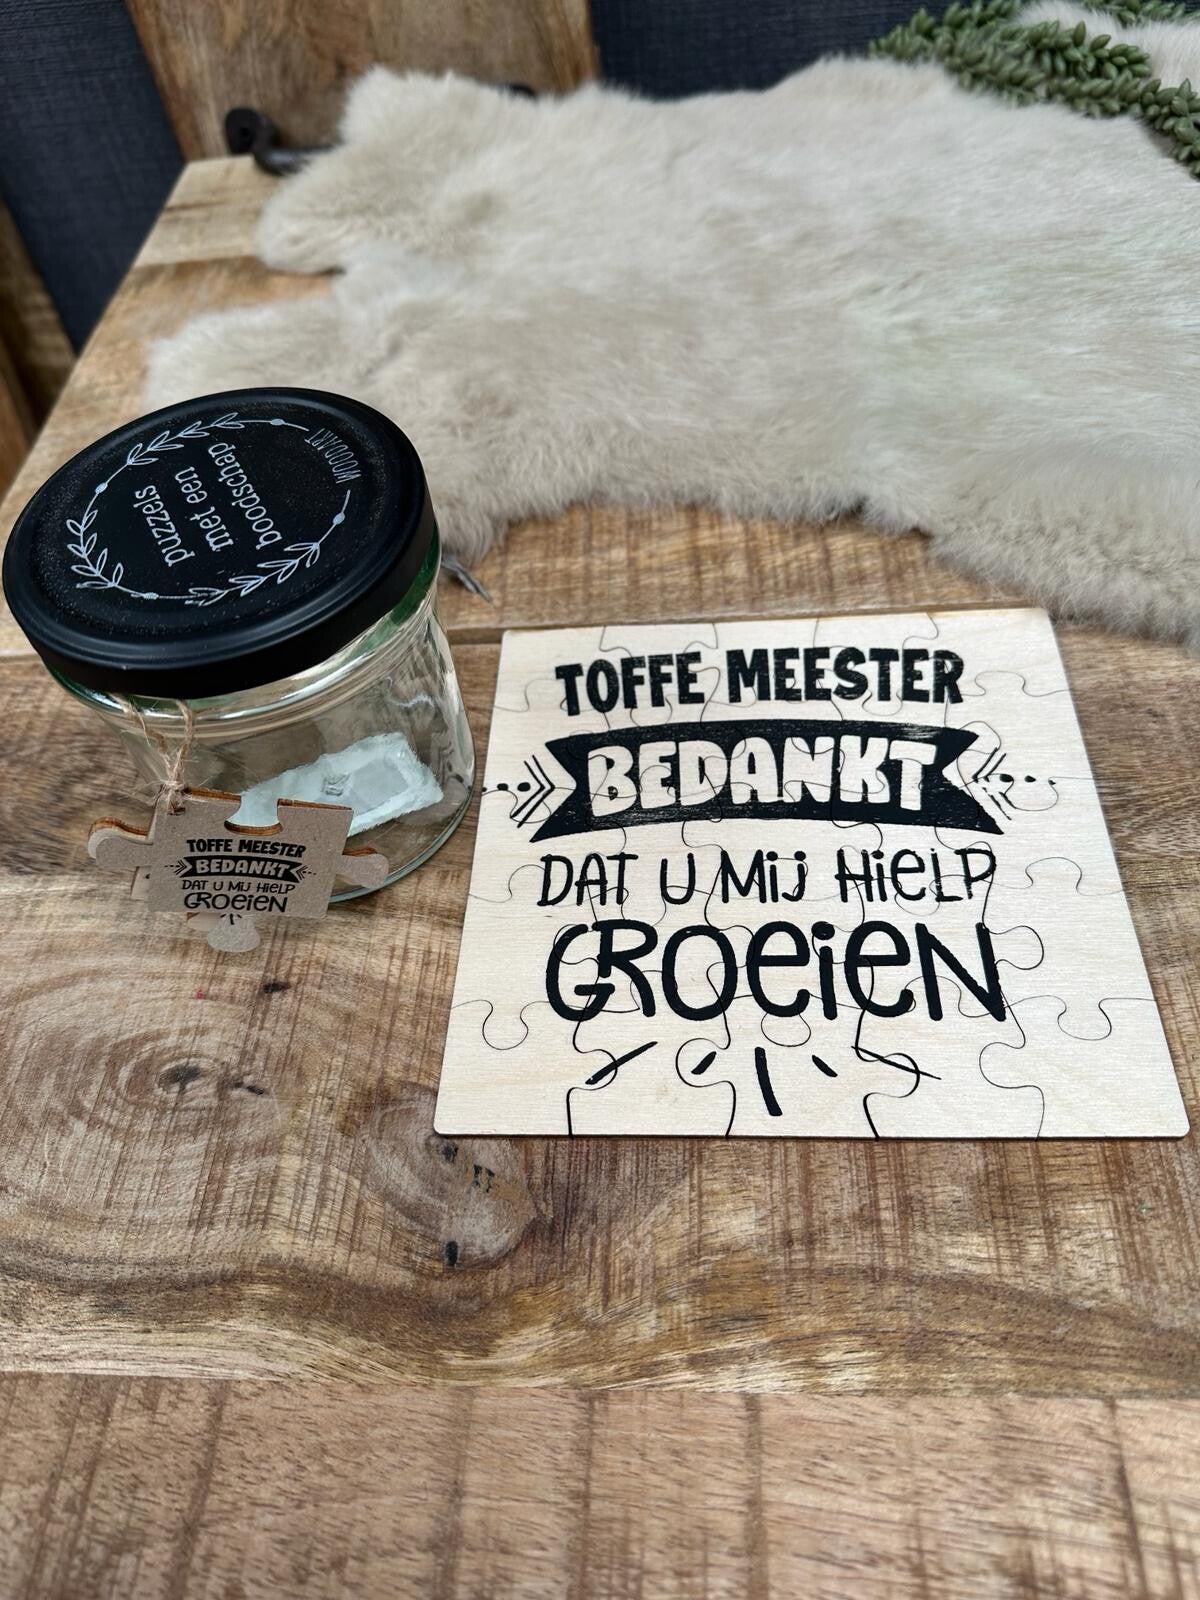 puzzels
met een
boodschap
WOODART
TOFFE MEESTER
BEDANKT
DAT U MIJ HIELP
GROEIEN
TOFFE MEESTER
BEDANKT
DAT U MIJ HIELP
GROEIEN